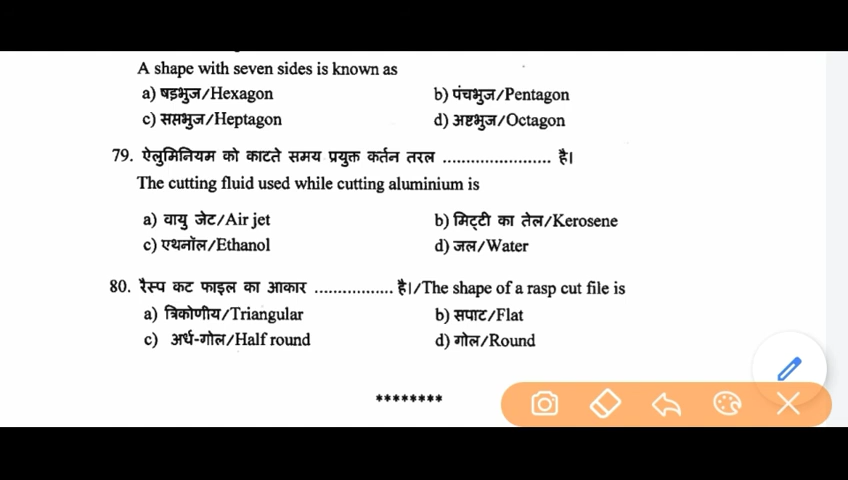 A shape with seven sides is known as
a) षड्भुज/Hexagon b) पंचभुज/Pentagon
c) सप्तभुज/Heptagon d) अष्टभुज/Octagon
79. ऐलुमिनियम को काटते समय प्रयुक्त कर्तन तरल ....................... है।
The cutting fluid used while cutting aluminium is
a) वायु जेट/Air jet b) मिट्टी का तेल/Kerosene
c) एथनॉल/Ethanol d) जल/Water
80. रैस्प कट फाइल का आकार ................. है।/The shape of a rasp cut file is
a) त्रिकोणीय/Triangular b) सपाट/Flat
c) अर्ध-गोल/Half round d) गोल/Round
********